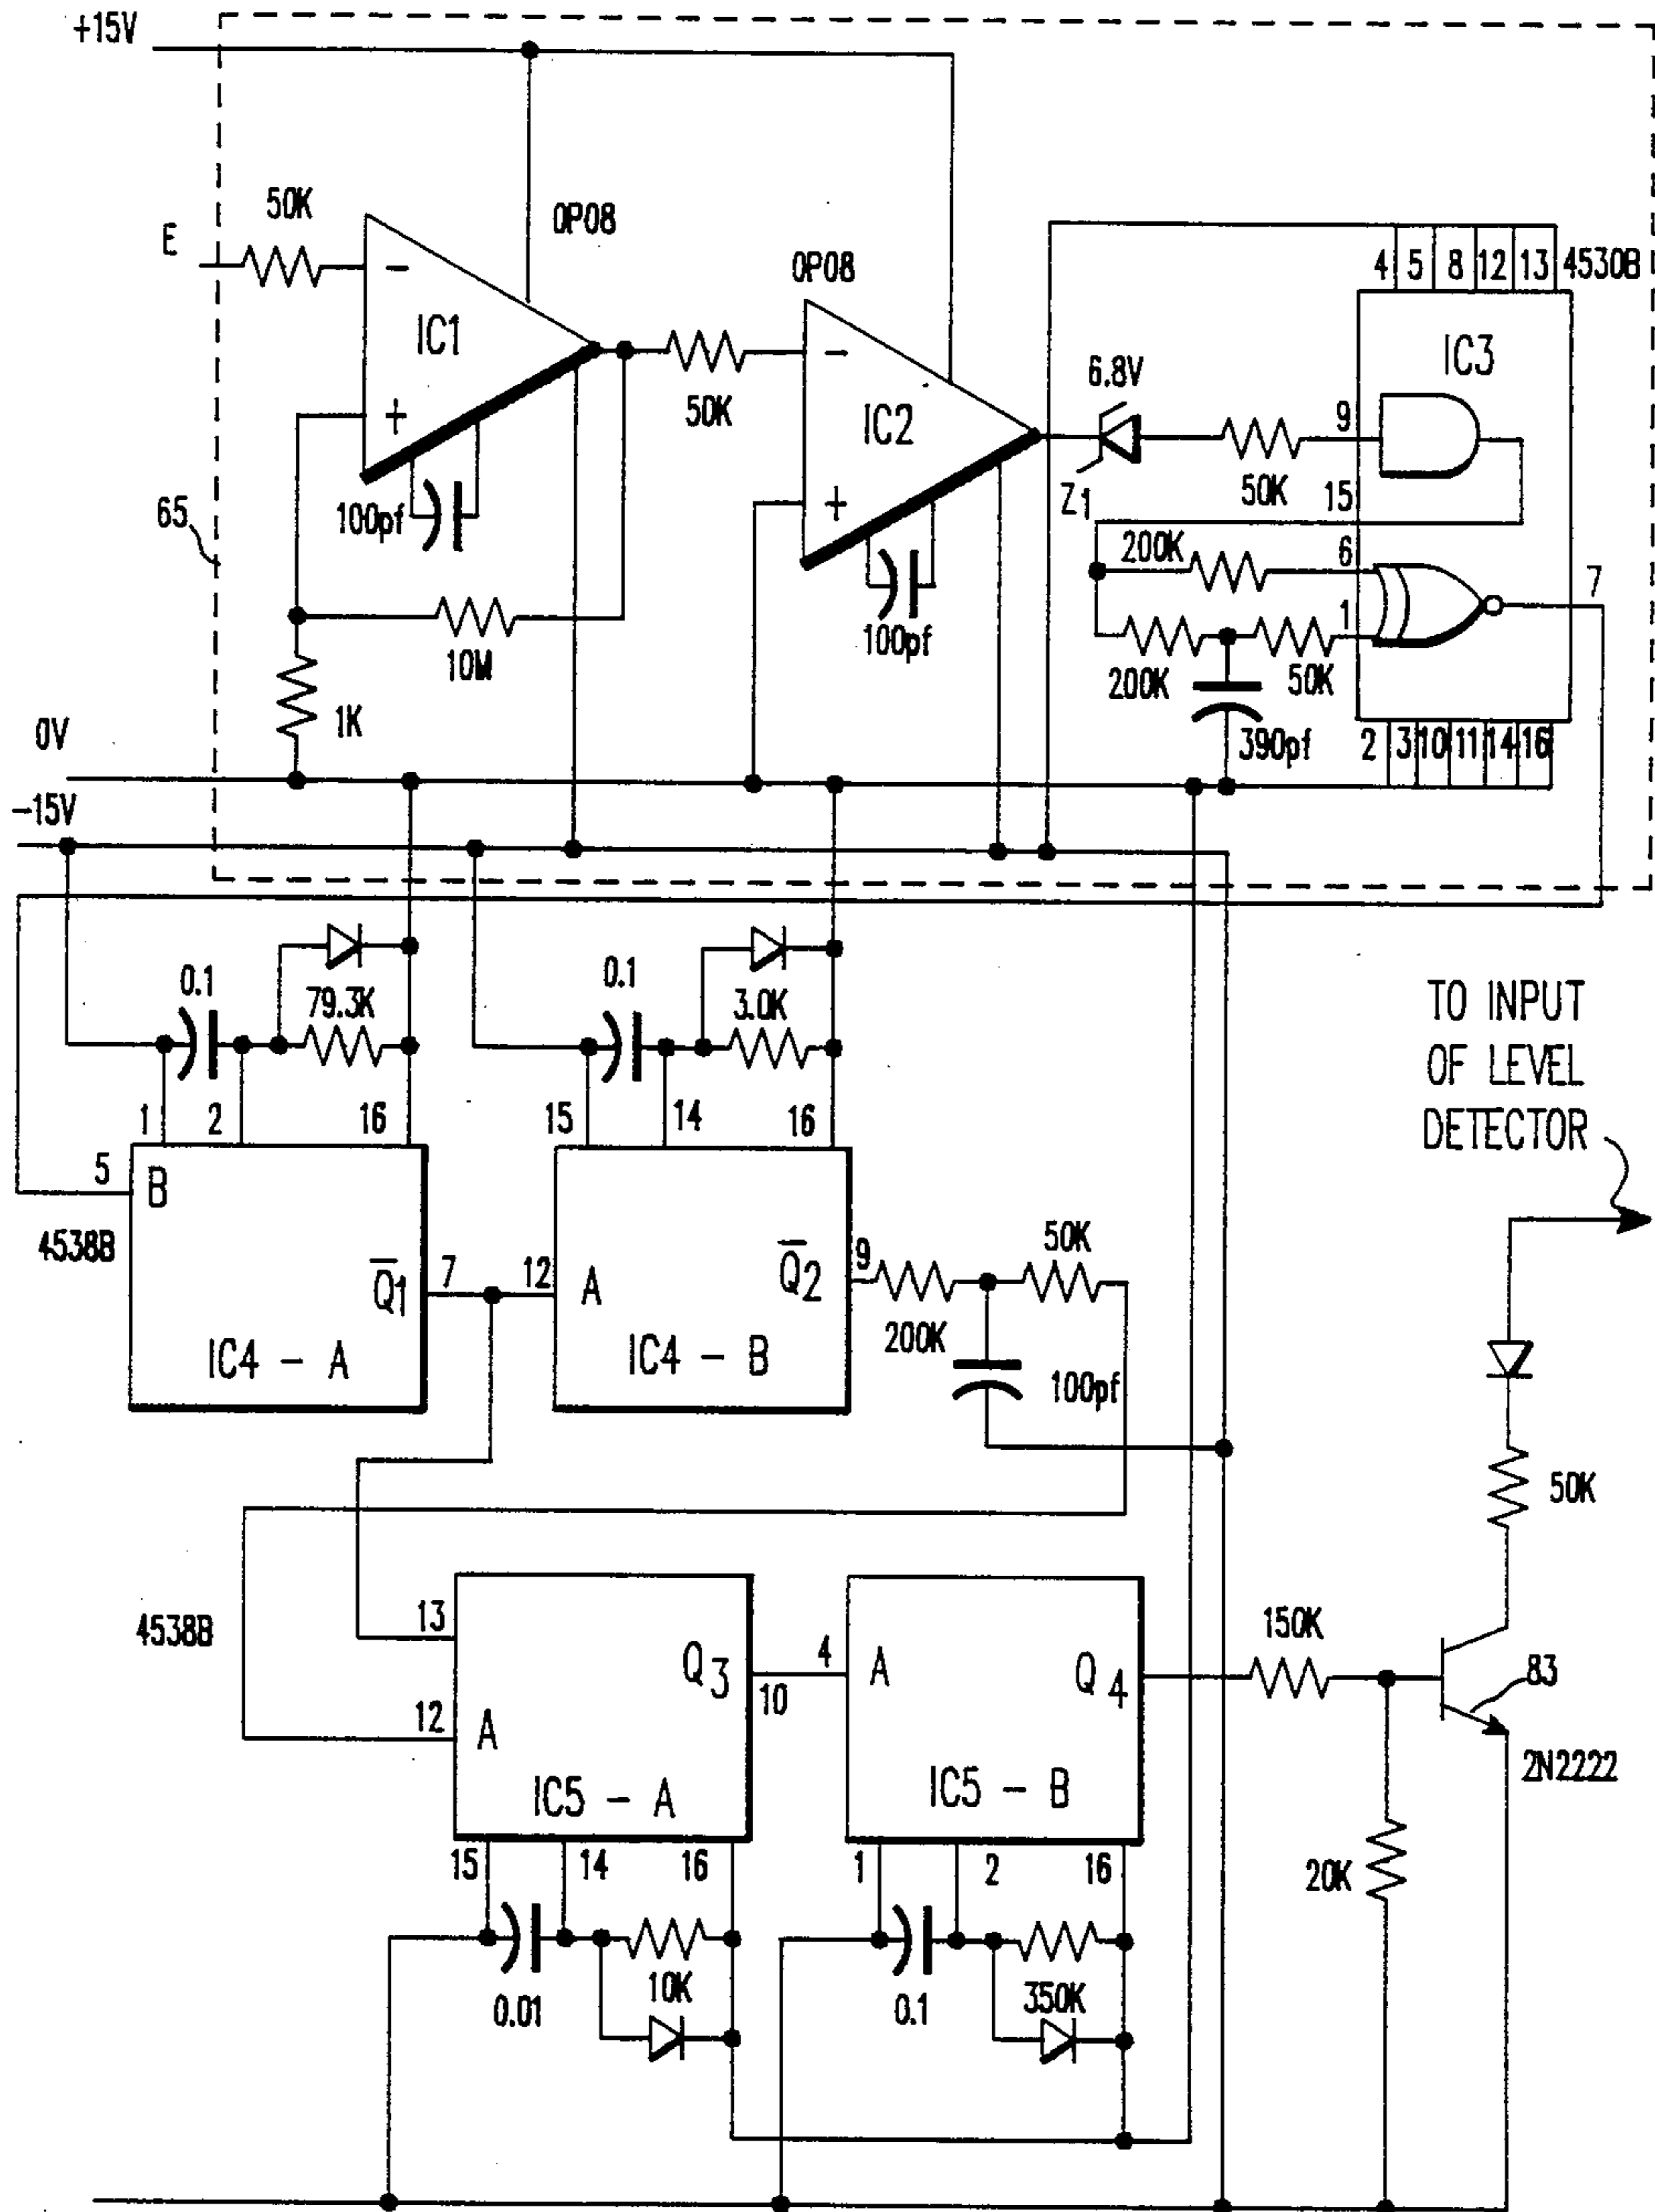 +15V
E
50K
-
+
IC1
OP08
100pf
65
10M
1K
0V
-15V
50K
OP08
-
+
IC2
100pf
6.8V
Z1
50K
4 5 8 12 13 4530B
IC3
9
15
200K
6
1
7
200K
50K
390pf
2 3 10 11 14 16
0.1
79.3K
1 2 16
5
B
4538B
Q̅1
7
IC4 - A
0.1
3.0K
15 14 16
12
A
Q̅2
9
IC4 - B
200K
50K
100pf
TO INPUT
OF LEVEL
DETECTOR
50K
4538B
13
12
A
Q3
10
IC5 - A
15 14 16
0.01
10K
4
A
Q4
IC5 - B
1 2 16
0.1
350K
150K
83
2N2222
20K